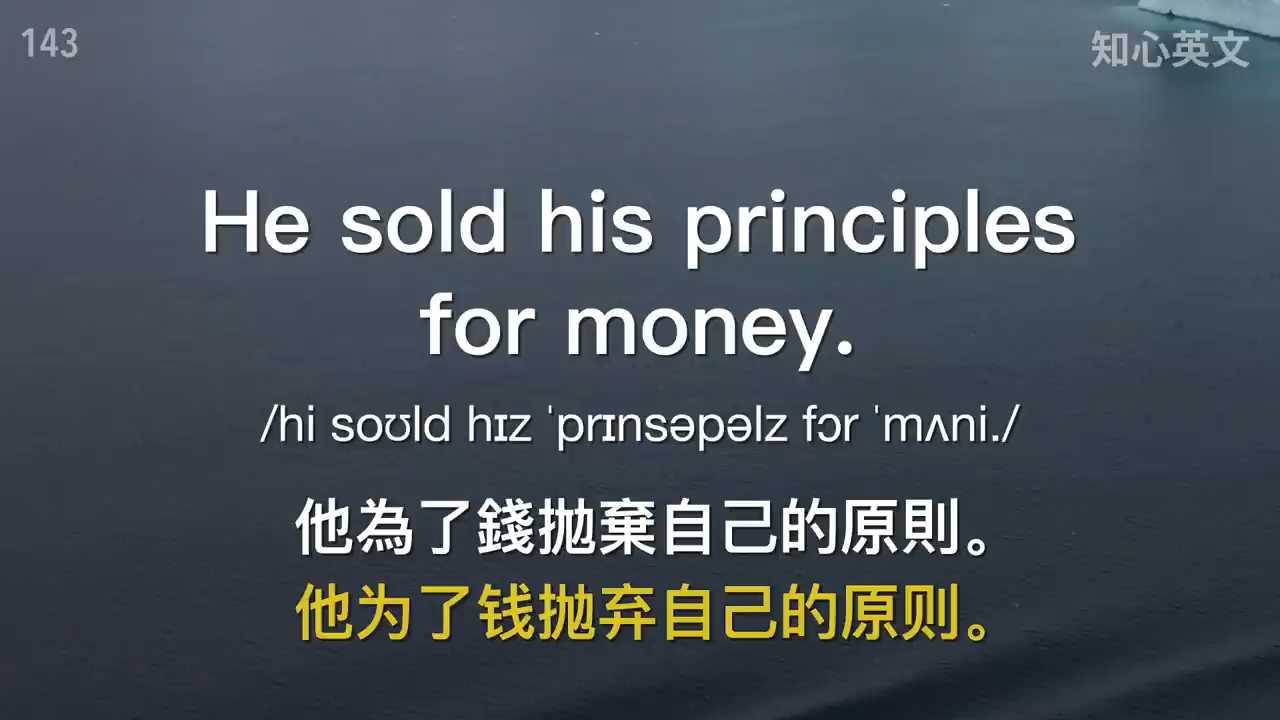 143
知心英文
He sold his principles
for money.
/hi soʊld hɪz ˈprɪnsəpəlz fɔr ˈmʌni./
他為了錢拋棄自己的原則。
他为了钱抛弃自己的原则。